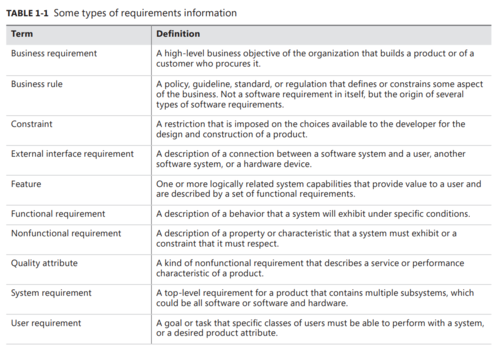 TABLE 1-1 Some types of requirements information
Term Definition
Business requirement A high-level business objective of the organization that builds a product or of a
customer who procures it.
Business rule A policy, guideline, standard, or regulation that defines or constrains some aspect
of the business. Not a software requirement in itself, but the origin of several
types of software requirements.
Constraint A restriction that is imposed on the choices available to the developer for the
design and construction of a product.
External interface requirement A description of a connection between a software system and a user, another
software system, or a hardware device.
Feature One or more logically related system capabilities that provide value to a user and
are described by a set of functional requirements.
Functional requirement A description of a behavior that a system will exhibit under specific conditions.
Nonfunctional requirement A description of a property or characteristic that a system must exhibit or a
constraint that it must respect.
Quality attribute A kind of nonfunctional requirement that describes a service or performance
characteristic of a product.
System requirement A top-level requirement for a product that contains multiple subsystems, which
could be all software or software and hardware.
User requirement A goal or task that specific classes of users must be able to perform with a system,
or a desired product attribute.